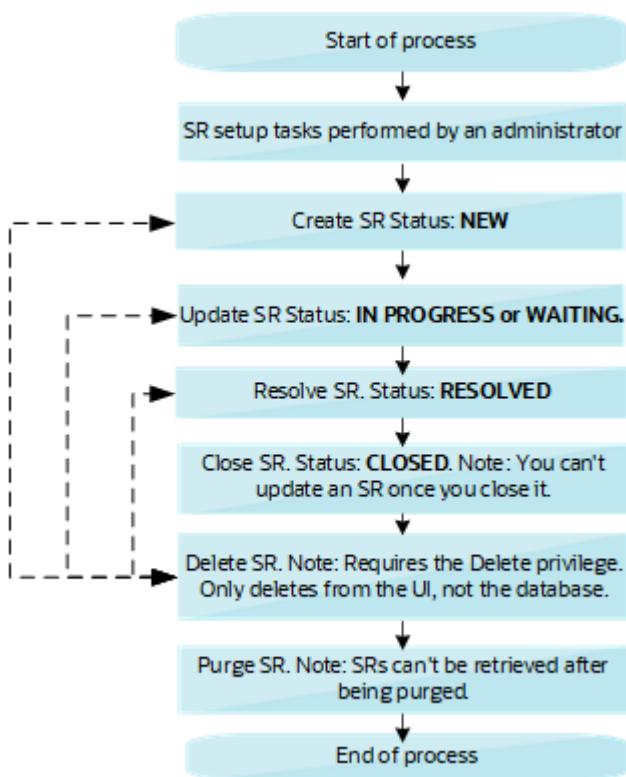 Start of process
SR setup tasks performed by an administrator
Create SR Status: NEW
Update SR Status: IN PROGRESS or WAITING.
Resolve SR. Status: RESOLVED
Close SR. Status: CLOSED. Note: You can't
update an SR once you close it.
Delete SR. Note: Requires the Delete privilege.
Only deletes from the UI, not the database.
Purge SR. Note: SRs can't be retrieved after
being purged.
End of process